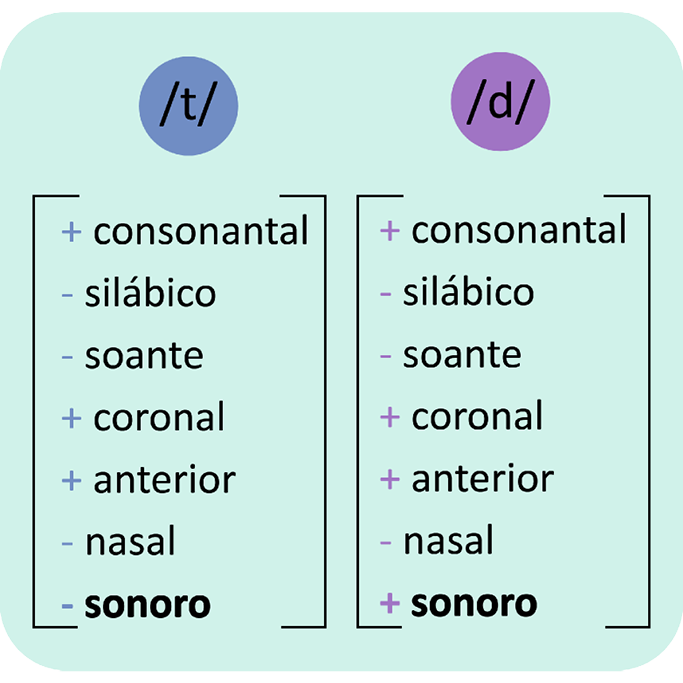 /t/
+ consonantal
- silábico
- soante
+ coronal
+ anterior
- nasal
- sonoro
/d/
+ consonantal
- silábico
- soante
+ coronal
+ anterior
- nasal
+ sonoro